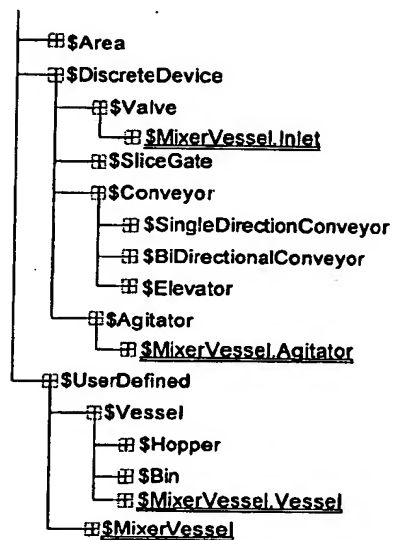 $Area
$DiscreteDevice
$Valve
$MixerVessel.Inlet
$SliceGate
$Conveyor
$SingleDirectionConveyor
$BiDirectionalConveyor
$Elevator
$Agitator
$MixerVessel.Agitator
$UserDefined
$Vessel
$Hopper
$Bin
$MixerVessel.Vessel
$MixerVessel